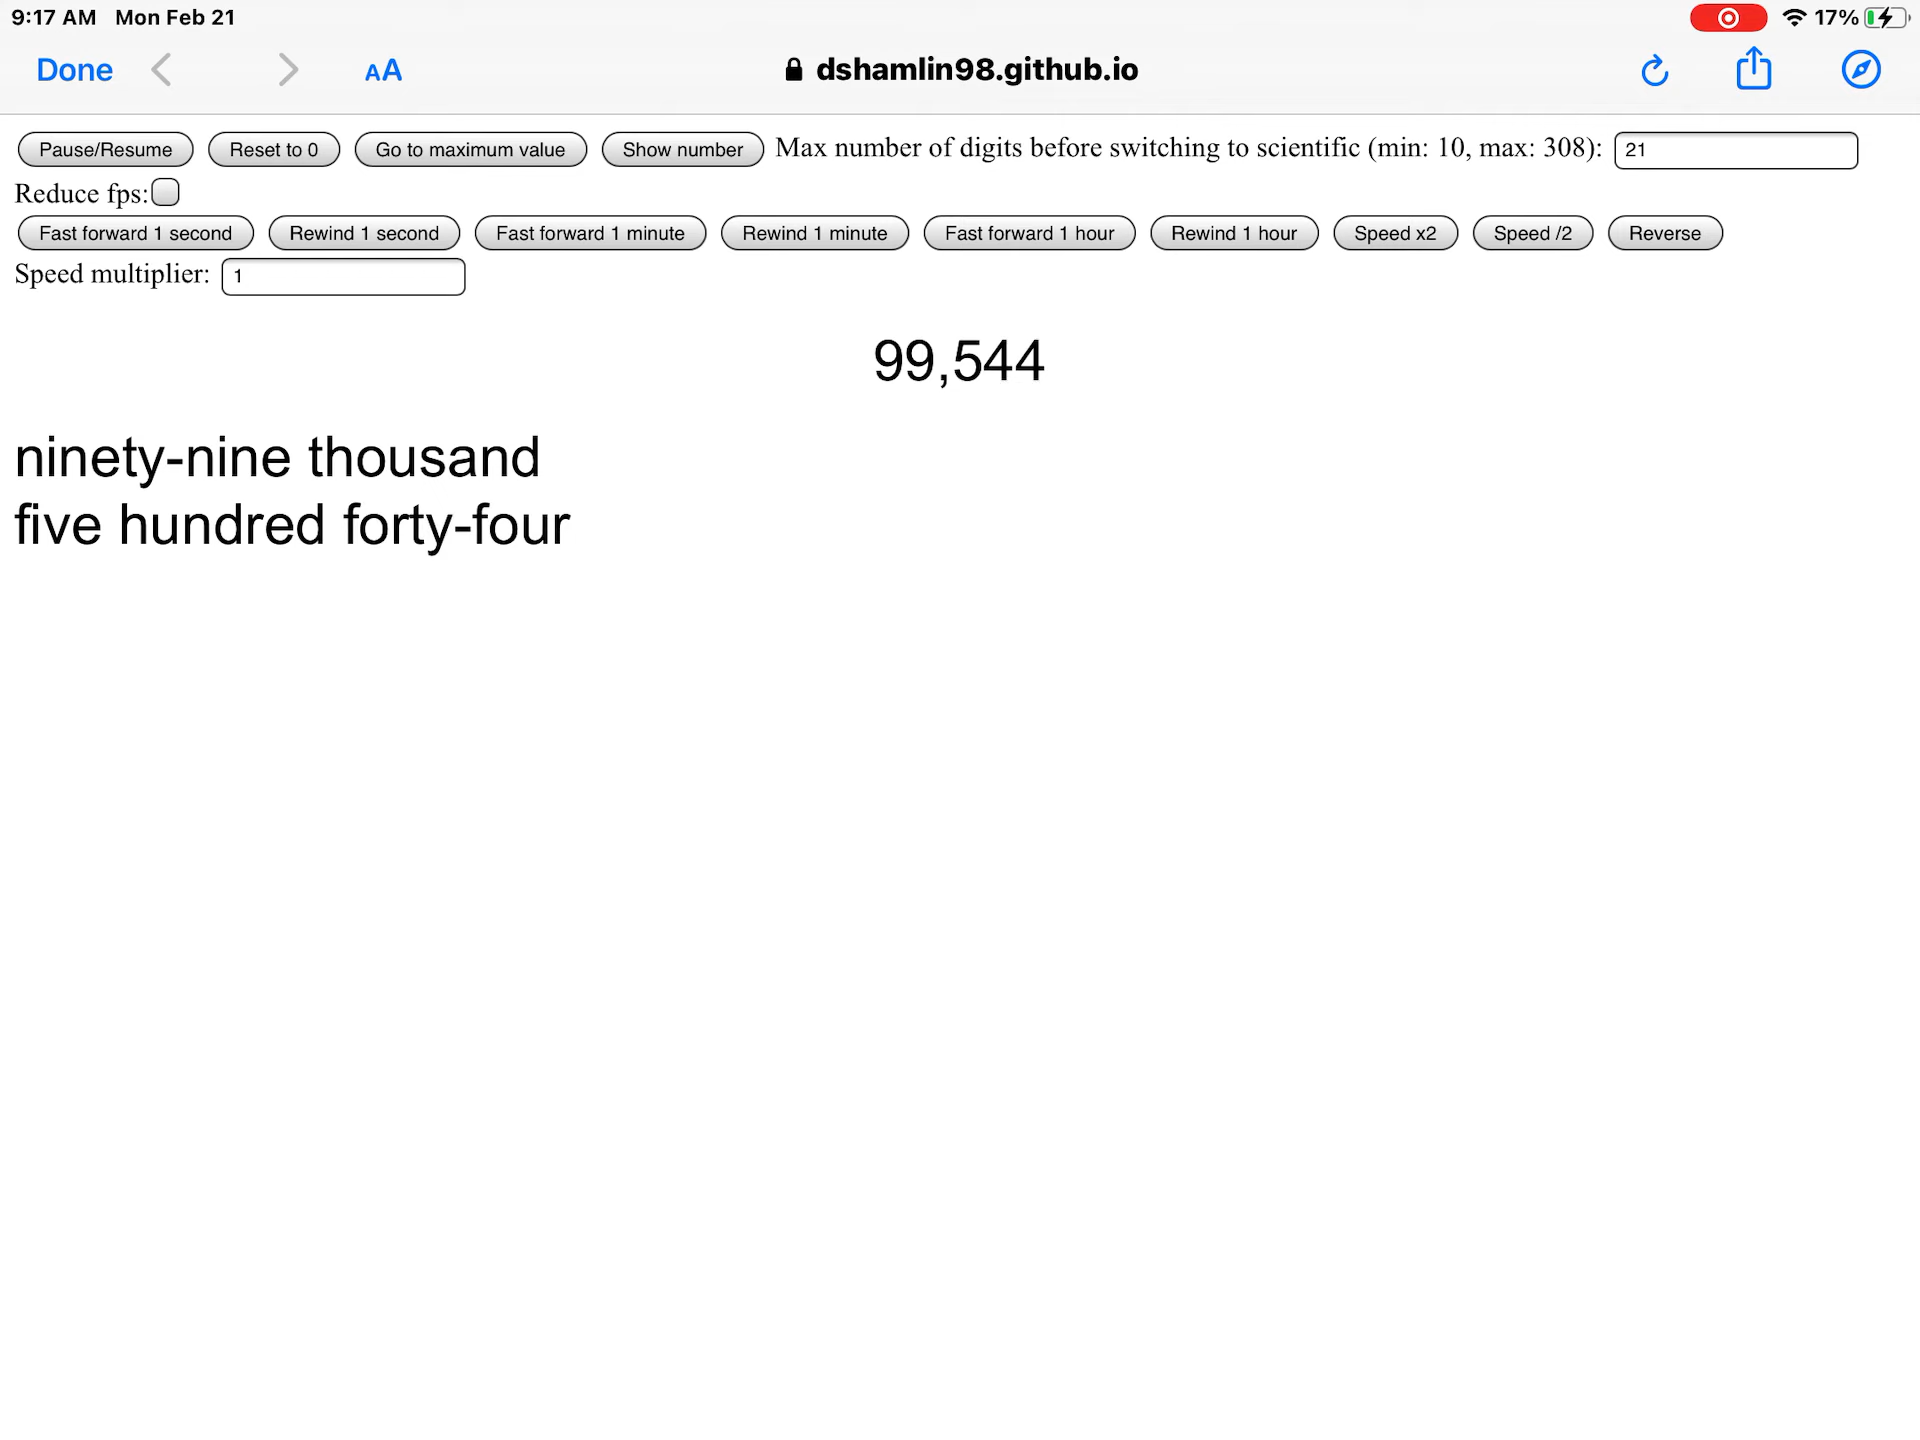 9:17 AM Mon Feb 21 17%
Done AA dshamlin98.github.io
Pause/Resume Reset to 0 Go to maximum value Show number Max number of digits before switching to scientific (min: 10, max: 308): 21
Reduce fps:
Fast forward 1 second Rewind 1 second Fast forward 1 minute Rewind 1 minute Fast forward 1 hour Rewind 1 hour Speed x2 Speed /2 Reverse
Speed multiplier: 1
99,544
ninety-nine thousand
five hundred forty-four